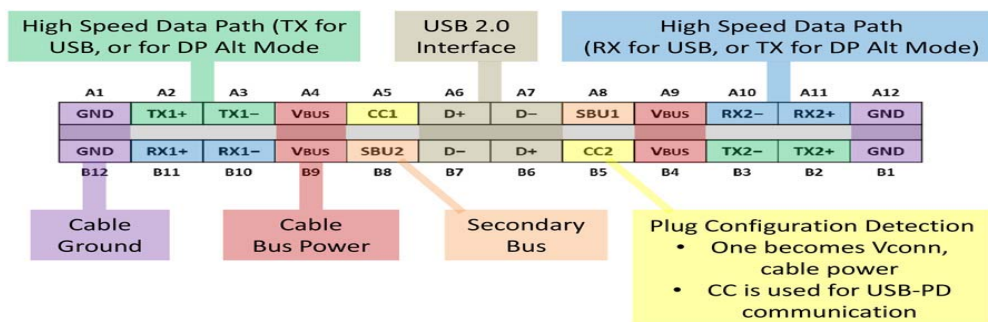 High Speed Data Path (TX for
USB, or for DP Alt Mode
USB 2.0
Interface
High Speed Data Path
(RX for USB, or TX for DP Alt Mode)
A1 A2 A3 A4 A5 A6 A7 A8 A9 A10 A11 A12
GND TX1+ TX1− VBUS CC1 D+ D− SBU1 VBUS RX2− RX2+ GND
GND RX1+ RX1− VBUS SBU2 D− D+ CC2 VBUS TX2− TX2+ GND
B12 B11 B10 B9 B8 B7 B6 B5 B4 B3 B2 B1
Cable
Ground
Cable
Bus Power
Secondary
Bus
Plug Configuration Detection
• One becomes Vconn,
cable power
• CC is used for USB-PD
communication